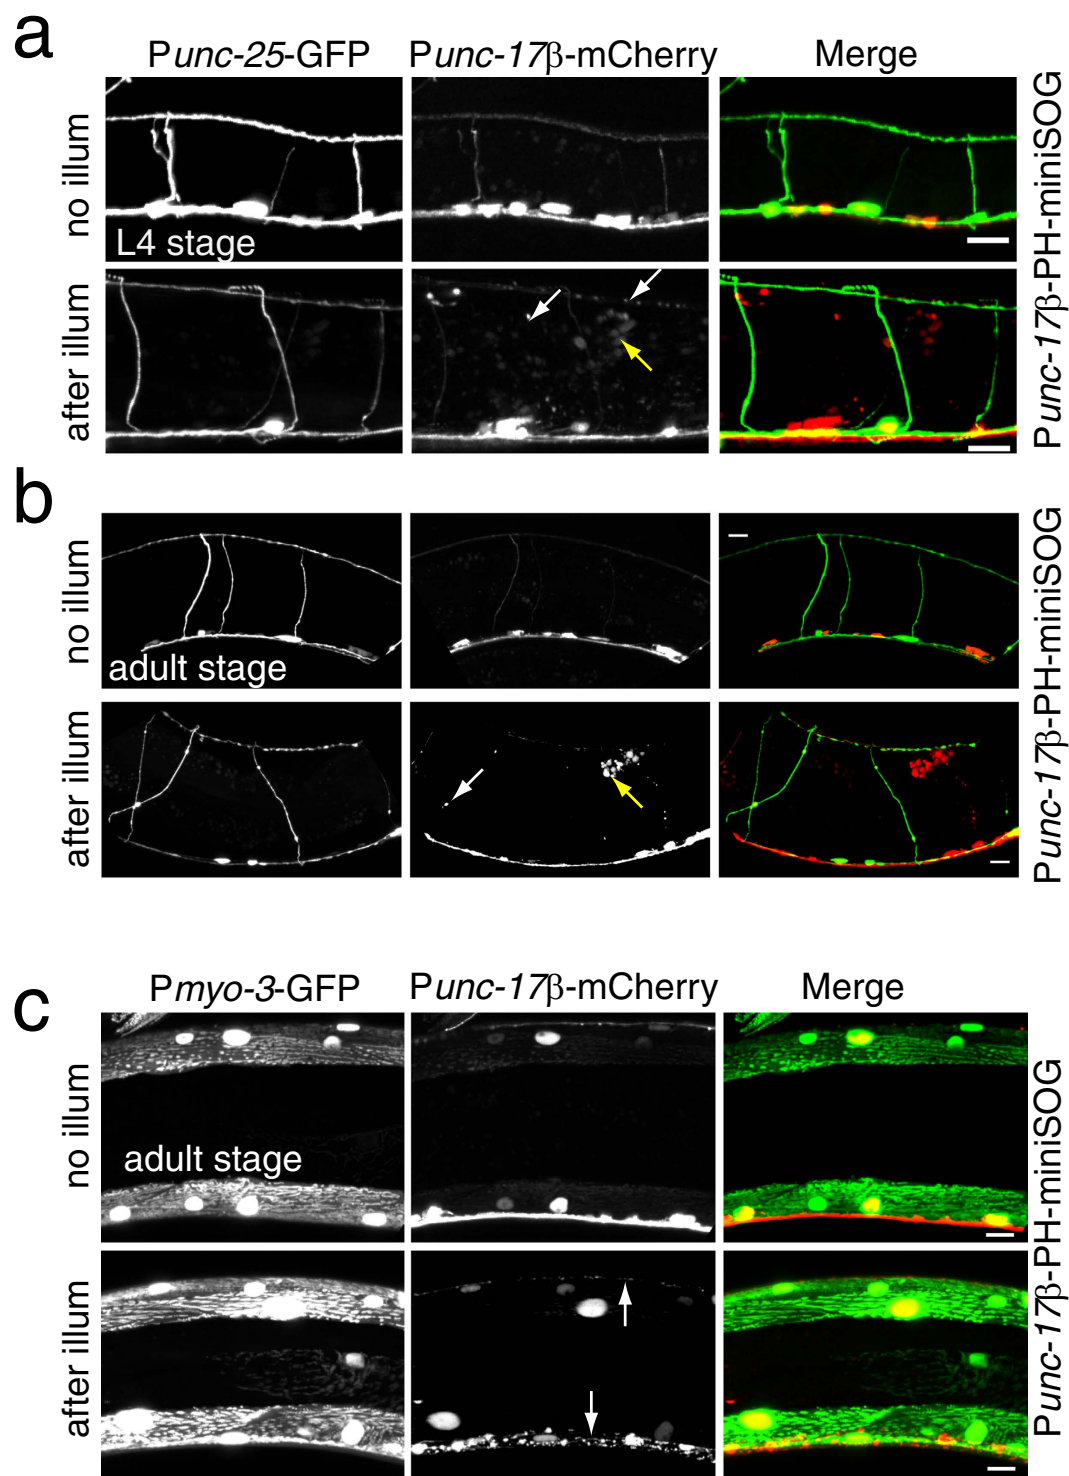 a
Punc-25-GFP Punc-17β-mCherry Merge
no illum
L4 stage
after illum
Punc-17β-PH-miniSOG
b
no illum
adult stage
after illum
Punc-17β-PH-miniSOG
c
Pmyo-3-GFP Punc-17β-mCherry Merge
no illum
adult stage
after illum
Punc-17β-PH-miniSOG